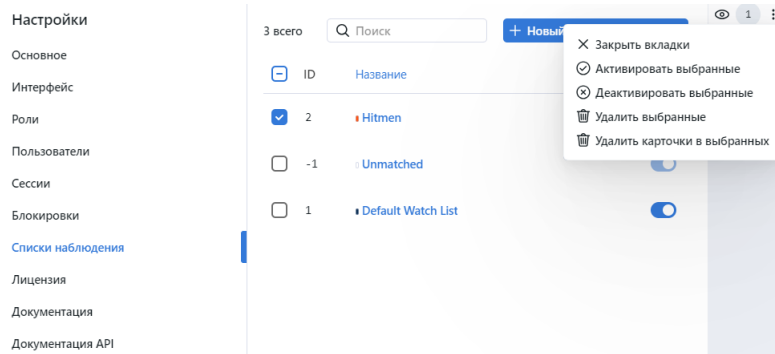 Настройки
Основное
Интерфейс
Роли
Пользователи
Сессии
Блокировки
Списки наблюдения
Лицензия
Документация
Документация API
3 всего
Поиск
+ Новый
1
ID
Название
2
Hitmen
-1
Unmatched
1
Default Watch List
Закрыть вкладки
Активировать выбранные
Деактивировать выбранные
Удалить выбранные
Удалить карточки в выбранных